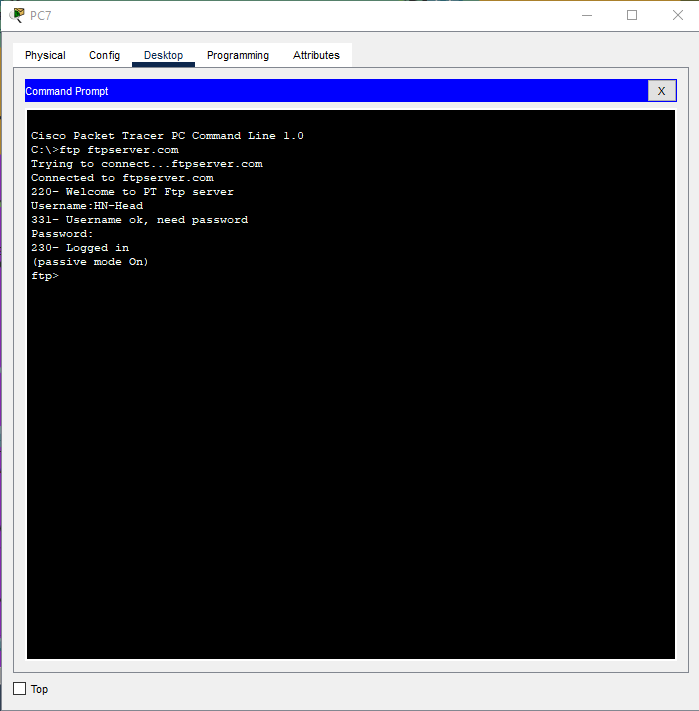 PC7
Physical Config Desktop Programming Attributes
Command Prompt X
Cisco Packet Tracer PC Command Line 1.0
C:\>ftp ftpserver.com
Trying to connect...ftpserver.com
Connected to ftpserver.com
220- Welcome to PT Ftp server
Username:HN-Head
331- Username ok, need password
Password:
230- Logged in
(passive mode On)
ftp>
Top